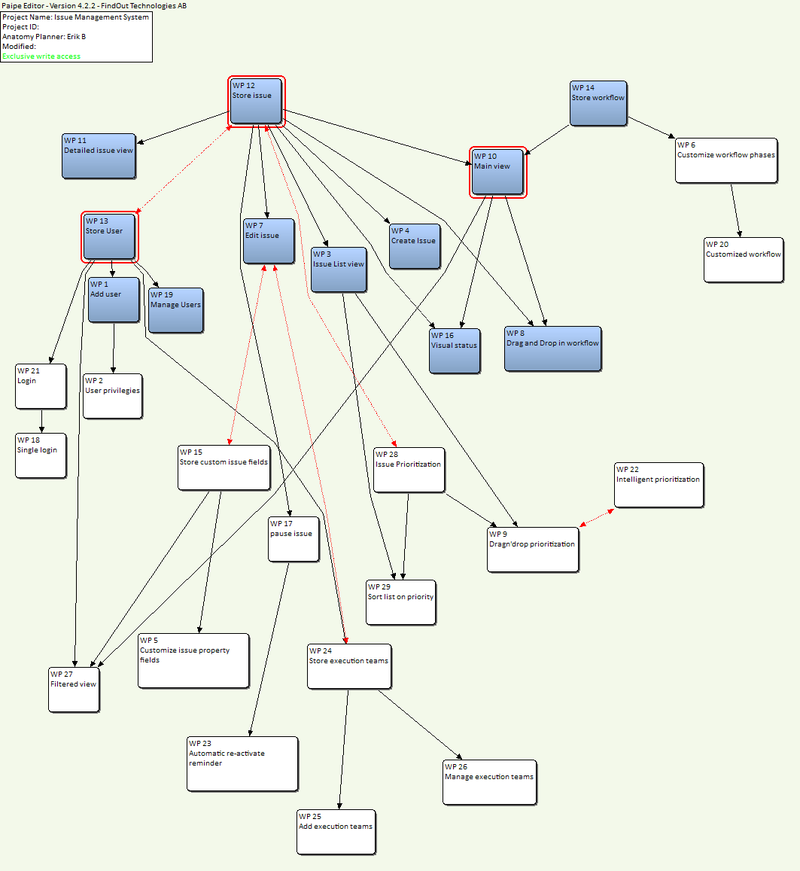 Paipe Editor - Version 4.2.2 - FindOut Technologies AB
Project Name: Issue Management System
Project ID:
Anatomy Planner: Erik B
Modified:
Exclusive write access
WP 12
Store issue
WP 14
Store workflow
WP 11
Detailed issue view
WP 10
Main view
WP 6
Customize workflow phases
WP 13
Store User
WP 7
Edit issue
WP 4
Create Issue
WP 3
Issue List view
WP 20
Customized workflow
WP 1
Add user
WP 19
Manage Users
WP 16
Visual status
WP 8
Drag and Drop in workflow
WP 21
Login
WP 2
User privilegies
WP 18
Single login
WP 15
Store custom issue fields
WP 28
Issue Prioritization
WP 22
Intelligent prioritization
WP 17
pause issue
WP 9
Dragn'drop prioritization
WP 29
Sort list on priority
WP 5
Customize issue property
fields
WP 24
Store execution teams
WP 27
Filtered view
WP 23
Automatic re-activate
reminder
WP 26
Manage execution teams
WP 25
Add execution teams